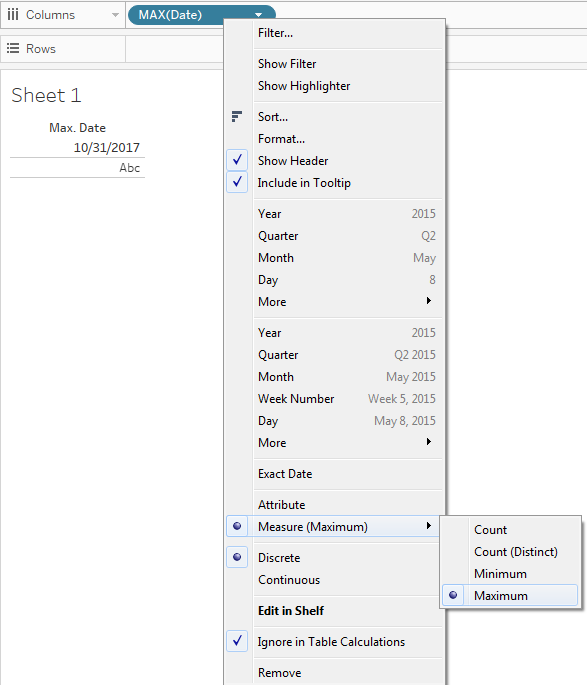 Columns
MAX(Date)
Rows
Sheet 1
Max. Date
10/31/2017
Abc
Filter...
Show Filter
Show Highlighter
Sort...
Format...
Show Header
Include in Tooltip
Year 2015
Quarter Q2
Month May
Day 8
More
Year 2015
Quarter Q2 2015
Month May 2015
Week Number Week 5, 2015
Day May 8, 2015
More
Exact Date
Attribute
Measure (Maximum)
Count
Count (Distinct)
Minimum
Maximum
Discrete
Continuous
Edit in Shelf
Ignore in Table Calculations
Remove